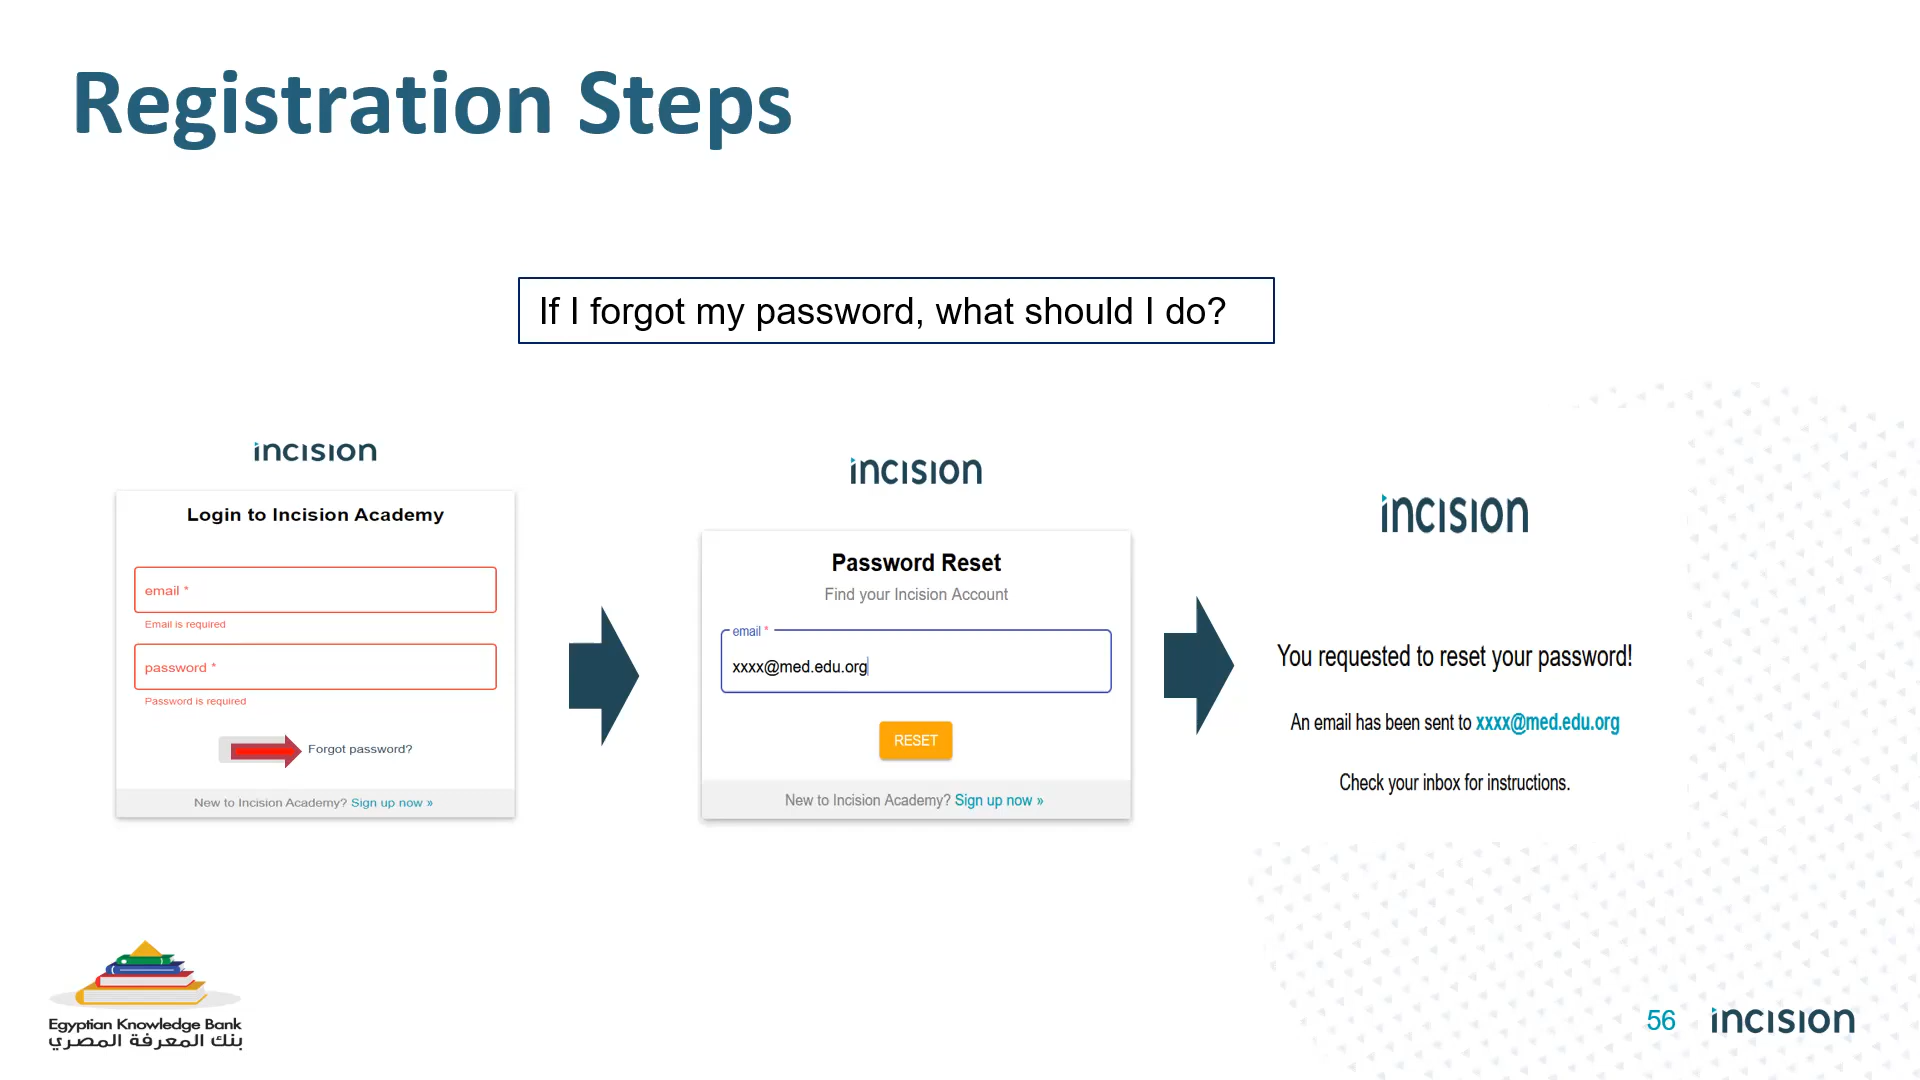 Registration Steps
If I forgot my password, what should I do?
incision
Login to Incision Academy
email *
Email is required
password *
Password is required
Forgot password?
New to Incision Academy? Sign up now »
incision
Password Reset
Find your Incision Account
email *
xxxx@med.edu.org
RESET
New to Incision Academy? Sign up now »
incision
You requested to reset your password!
An email has been sent to xxxx@med.edu.org
Check your inbox for instructions.
Egyptian Knowledge Bank
بنك المعرفة المصري
56
incision